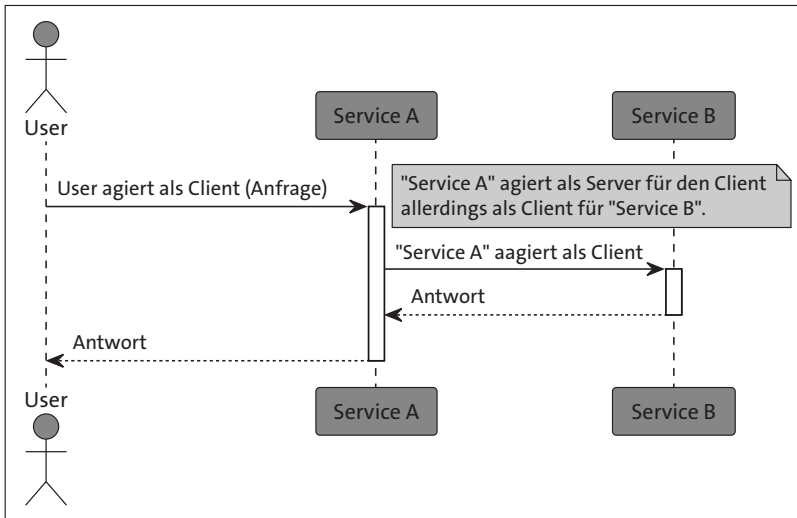 User
Service A
Service B
User agiert als Client (Anfrage)
"Service A" agiert als Server für den Client
allerdings als Client für "Service B".
"Service A" aagiert als Client
Antwort
Antwort
User
Service A
Service B